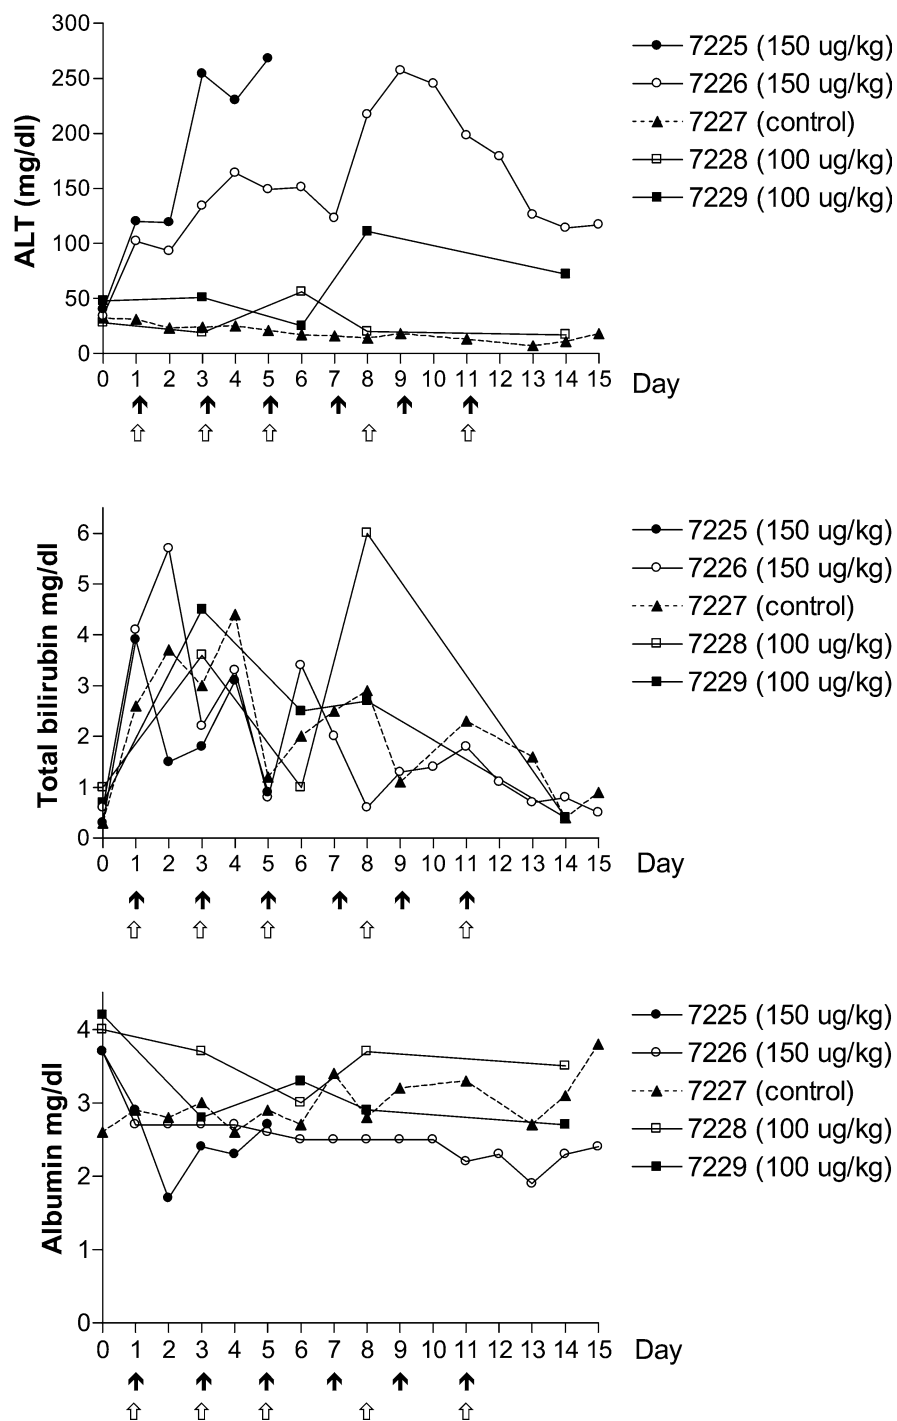 300
250
200
150
100
50
0
ALT (mg/dl)
0 1 2 3 4 5 6 7 8 9 10 11 12 13 14 15
Day
7225 (150 ug/kg)
7226 (150 ug/kg)
7227 (control)
7228 (100 ug/kg)
7229 (100 ug/kg)
6
5
4
3
2
1
0
Total bilirubin mg/dl
0 1 2 3 4 5 6 7 8 9 10 11 12 13 14 15
Day
7225 (150 ug/kg)
7226 (150 ug/kg)
7227 (control)
7228 (100 ug/kg)
7229 (100 ug/kg)
4
3
2
1
0
Albumin mg/dl
0 1 2 3 4 5 6 7 8 9 10 11 12 13 14 15
Day
7225 (150 ug/kg)
7226 (150 ug/kg)
7227 (control)
7228 (100 ug/kg)
7229 (100 ug/kg)